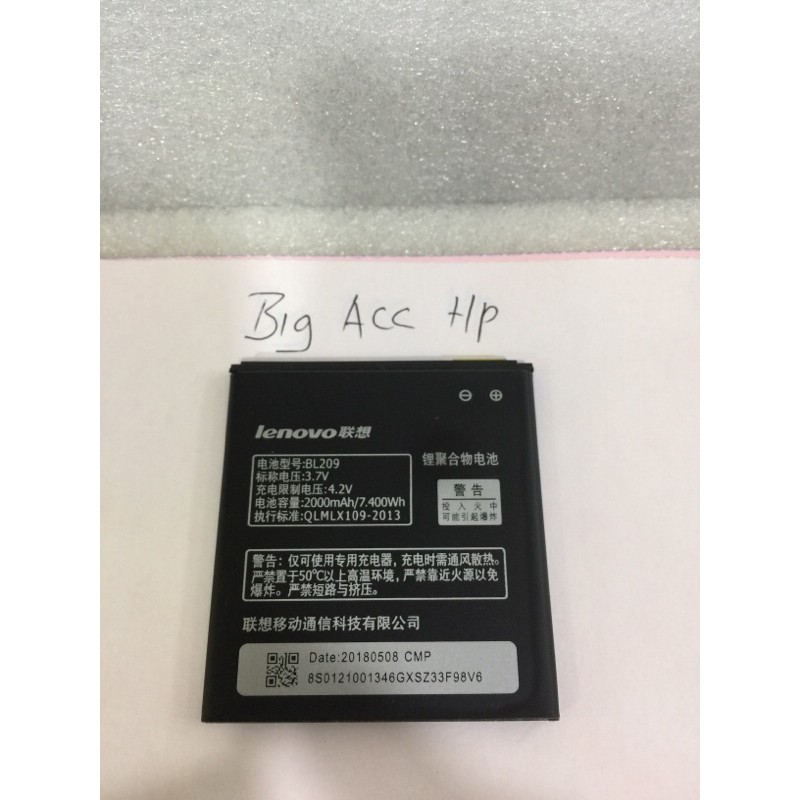 Big Acc Hp
lenovo联想
电池型号:BL209
标称电压:3.7V
充电限制电压:4.2V
电池容量:2000mAh/7.400Wh
执行标准:QLMLX109-2013
锂聚合物电池
警告
投入火中
可能引起爆炸
警告：仅可使用专用充电器，充电时需通风散热。
严禁置于50℃以上高温环境，严禁靠近火源以免
爆炸。严禁短路与挤压。
联想移动通信科技有限公司
Date:20180508 CMP
8S0121001346GXSZ33F98V6